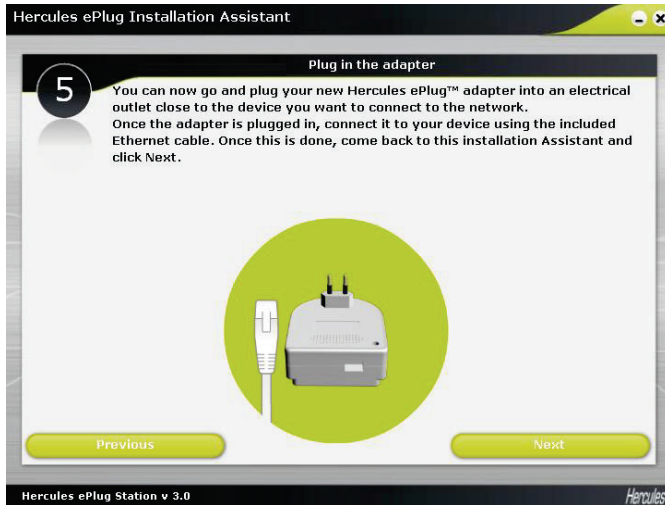 Hercules ePlug Installation Assistant
Plug in the adapter
5
You can now go and plug your new Hercules ePlug™ adapter into an electrical
outlet close to the device you want to connect to the network.
Once the adapter is plugged in, connect it to your device using the included
Ethernet cable. Once this is done, come back to this installation Assistant and
click Next.
Previous
Next
Hercules ePlug Station v 3.0
Hercules